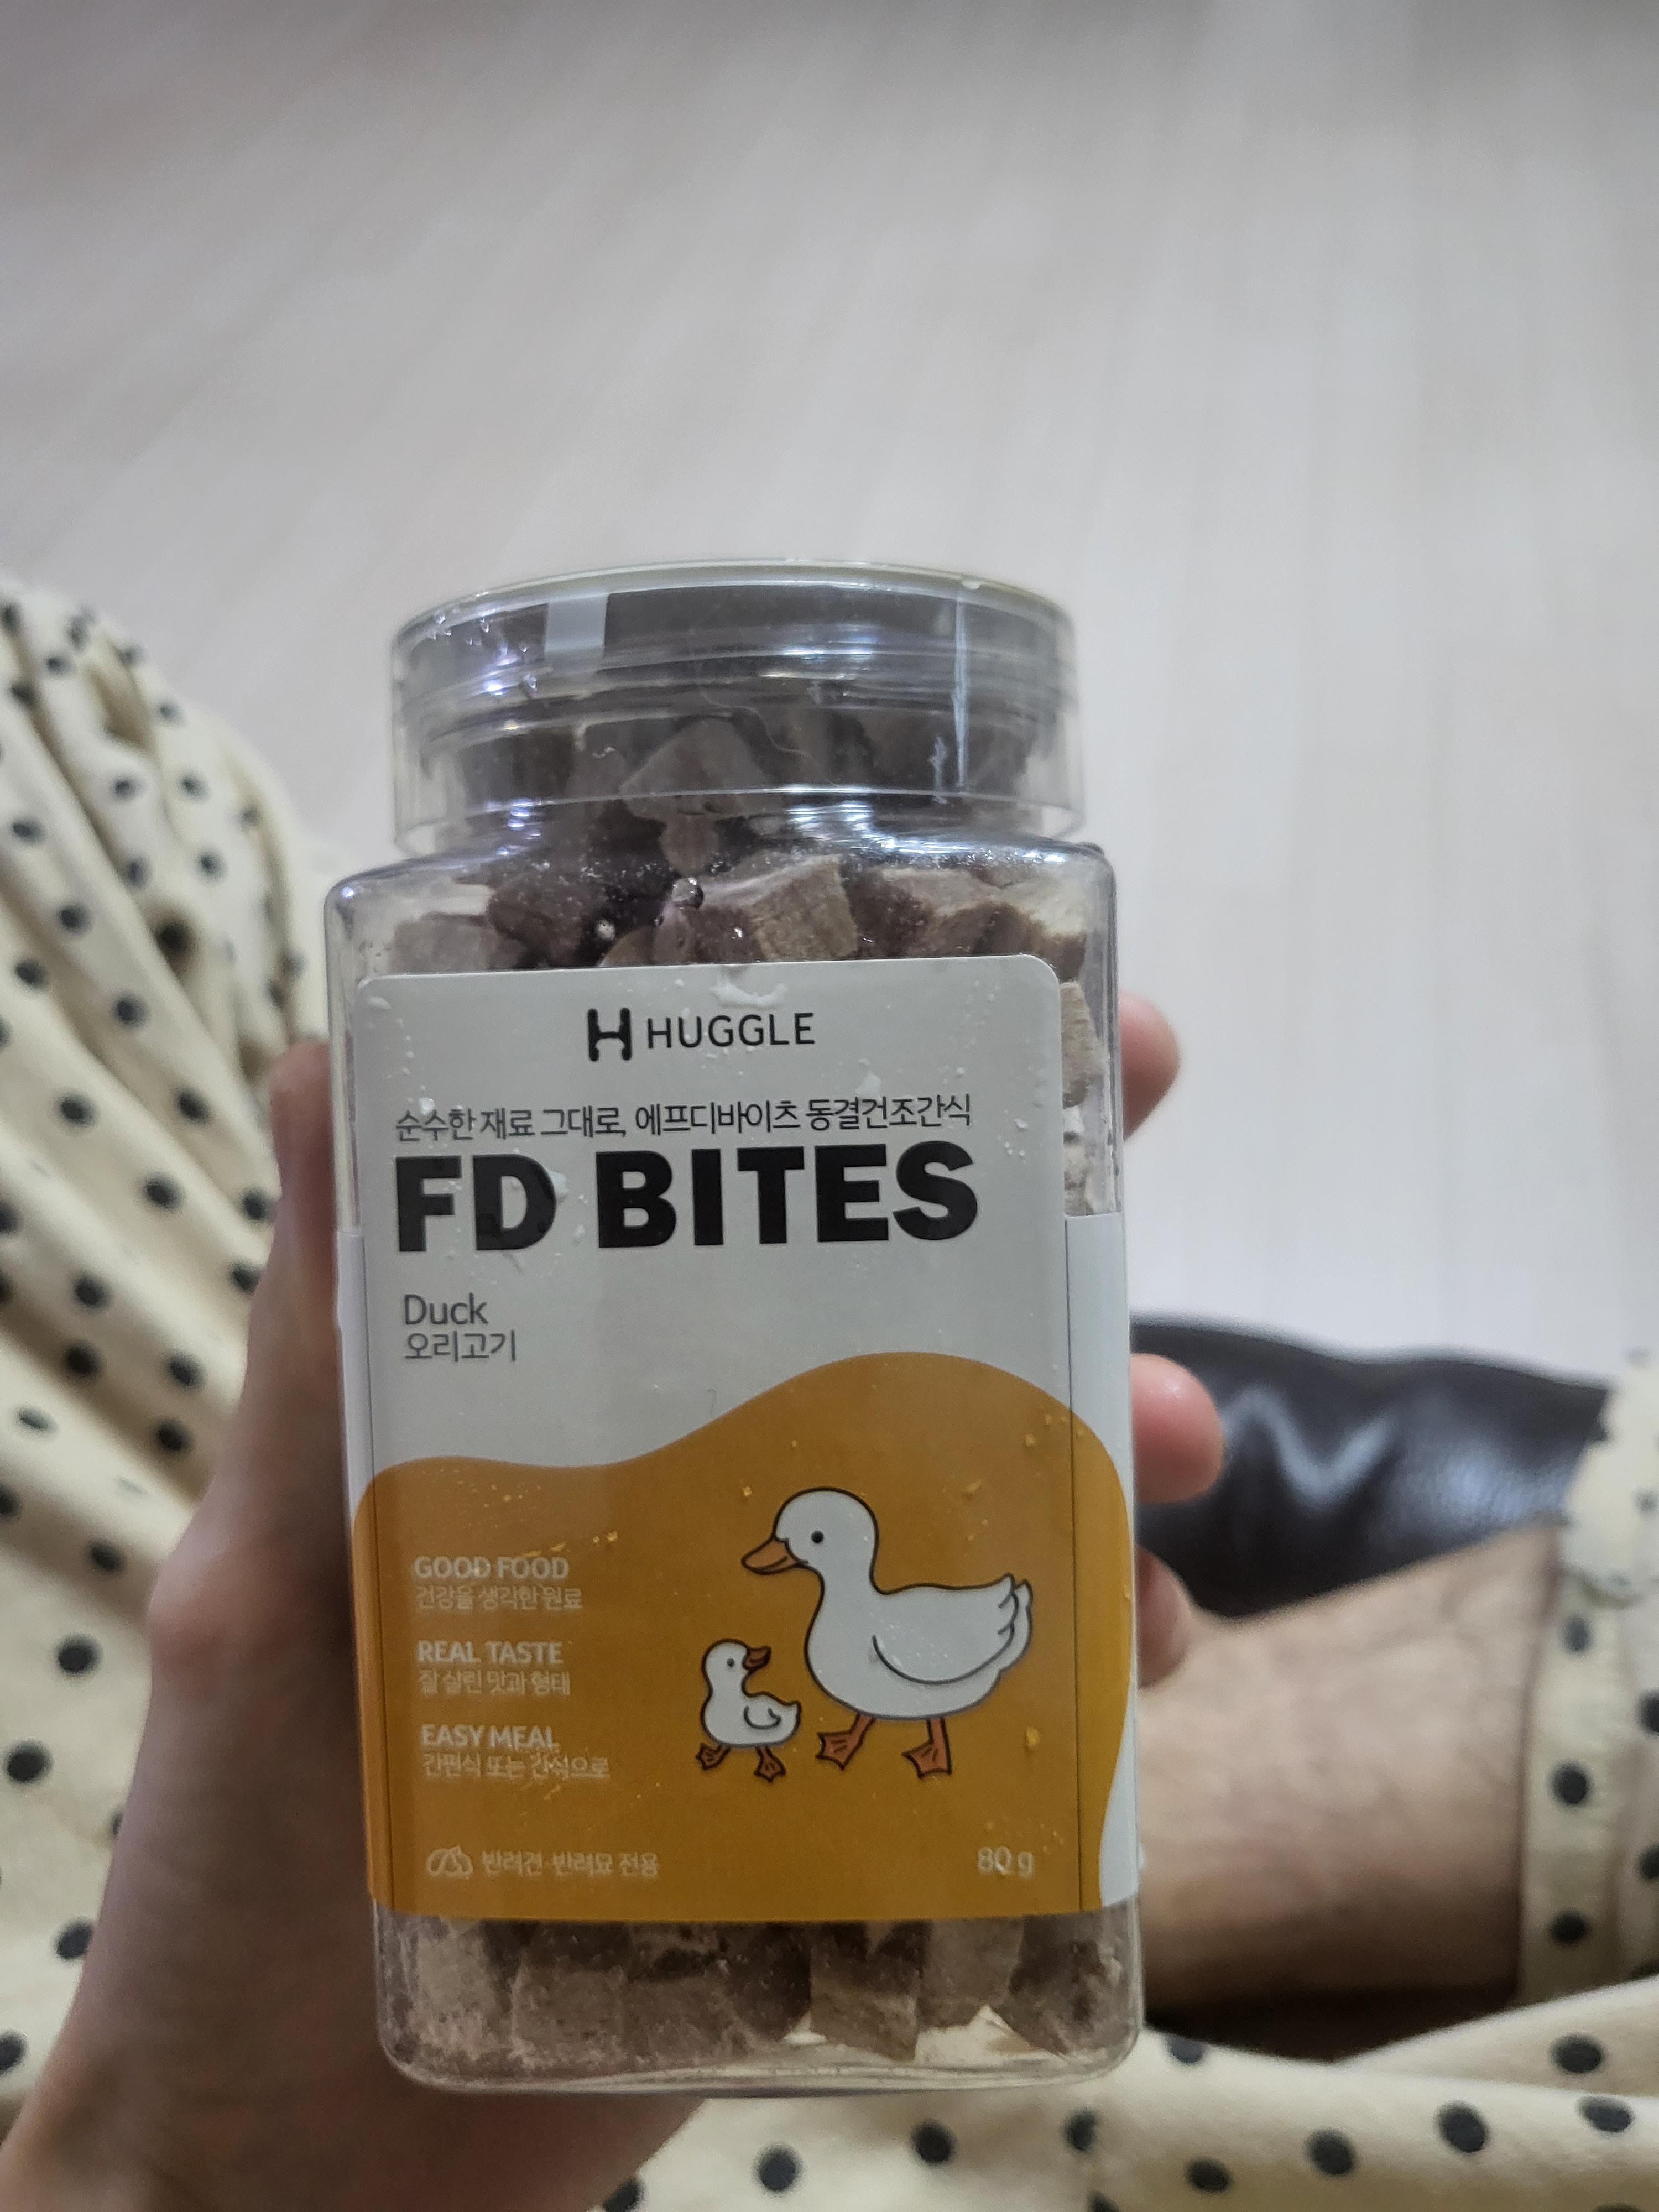 HUGGLE
순수한 재료 그대로, 에프디바이츠 동결건조간식
FD BITES
Duck
오리고기
GOOD FOOD
건강을 생각한 원료
REAL TASTE
잘 살린 맛과 형태
EASY MEAL
간편식 또는 간식으로
반려견·반려묘 전용
80 g